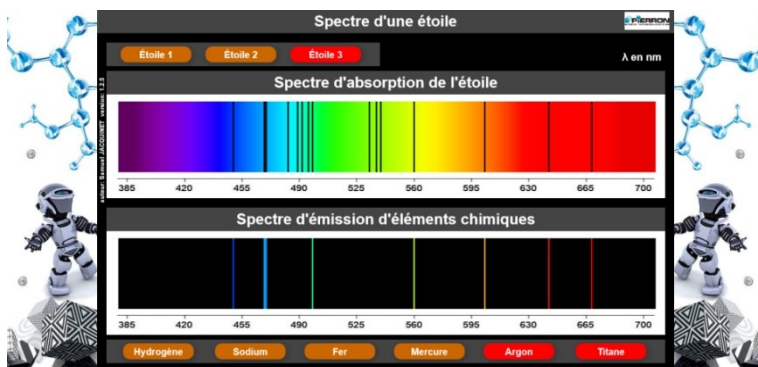 Spectre d'une étoile
PIERRON
Étoile 1 Étoile 2 Étoile 3
λ en nm
Spectre d'absorption de l'étoile
auteur: Samuel JACQUINET version: 1.2.5
385 420 455 490 525 560 595 630 665 700
Spectre d'émission d'éléments chimiques
385 420 455 490 525 560 595 630 665 700
Hydrogène Sodium Fer Mercure Argon Titane